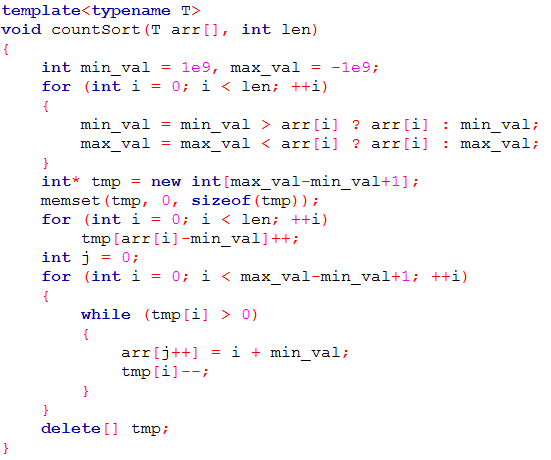 template<typename T>
void countSort(T arr[], int len)
{
    int min_val = 1e9, max_val = -1e9;
    for (int i = 0; i < len; ++i)
    {
        min_val = min_val > arr[i] ? arr[i] : min_val;
        max_val = max_val < arr[i] ? arr[i] : max_val;
    }
    int* tmp = new int[max_val-min_val+1];
    memset(tmp, 0, sizeof(tmp));
    for (int i = 0; i < len; ++i)
        tmp[arr[i]-min_val]++;
    int j = 0;
    for (int i = 0; i < max_val-min_val+1; ++i)
    {
        while (tmp[i] > 0)
        {
            arr[j++] = i + min_val;
            tmp[i]--;
        }
    }
    delete[] tmp;
}